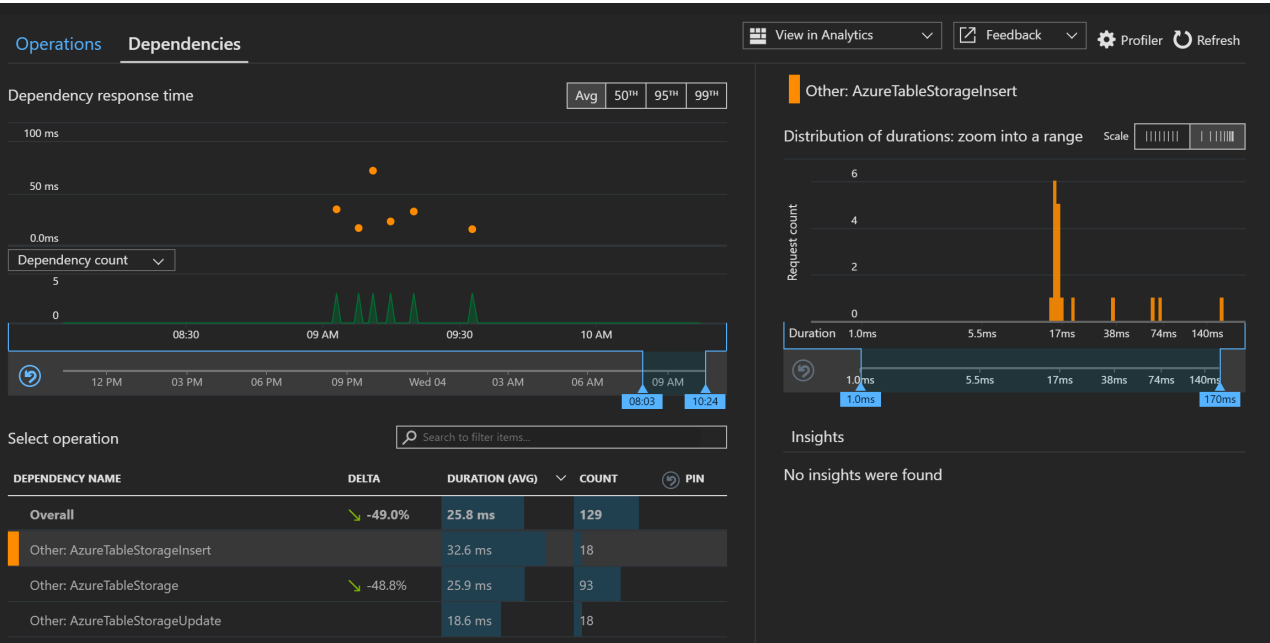 Operations Dependencies
View in Analytics Feedback Profiler Refresh
Dependency response time
Avg 50TH 95TH 99TH
100 ms
50 ms
0.0ms
Dependency count
5
0
08:30 09 AM 09:30 10 AM
12 PM 03 PM 06 PM 09 PM Wed 04 03 AM 06 AM 09 AM
08:03 10:24
Select operation
Search to filter items...
DEPENDENCY NAME DELTA DURATION (AVG) COUNT PIN
Overall -49.0% 25.8 ms 129
Other: AzureTableStorageInsert 32.6 ms 18
Other: AzureTableStorage -48.8% 25.9 ms 93
Other: AzureTableStorageUpdate 18.6 ms 18
Other: AzureTableStorageInsert
Distribution of durations: zoom into a range Scale
Request count
6
4
2
0
Duration 1.0ms 5.5ms 17ms 38ms 74ms 140ms
1.0ms 5.5ms 17ms 38ms 74ms 140ms
1.0ms 170ms
Insights
No insights were found